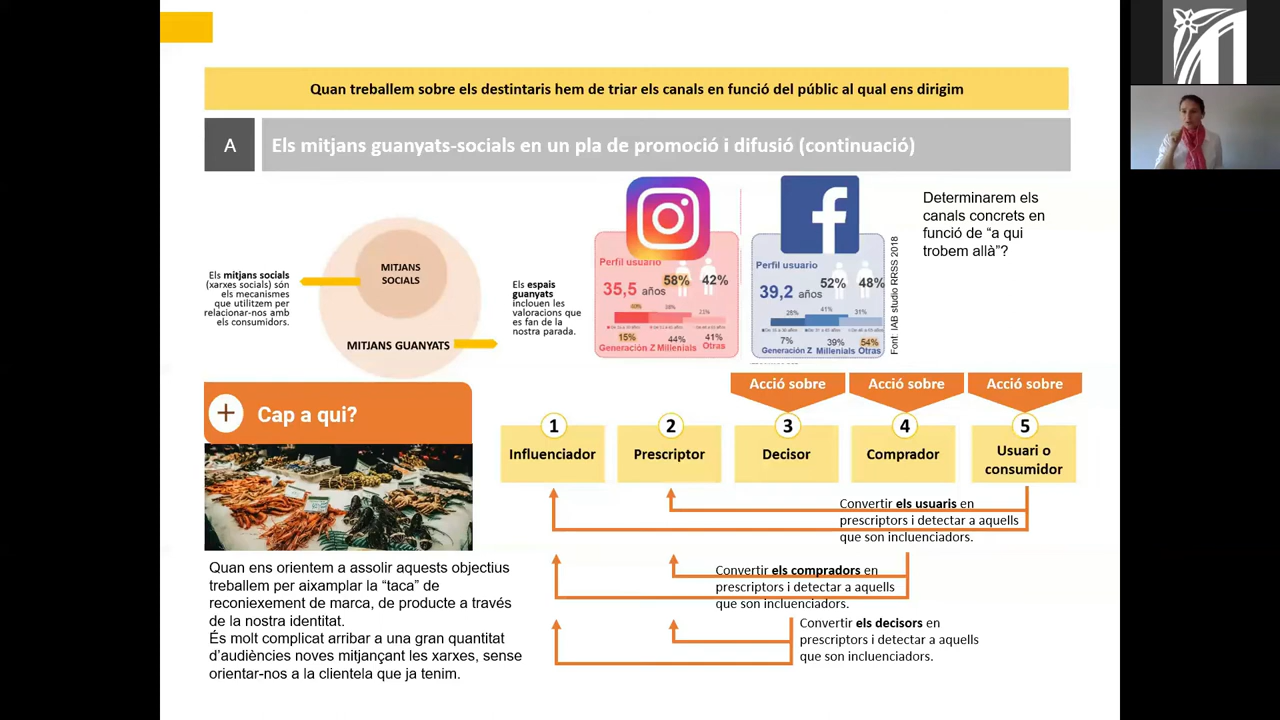 Quan treballem sobre els destintaris hem de triar els canals en funció del públic al qual ens dirigim
A
Els mitjans guanyats-socials en un pla de promoció i difusió (continuació)
Els mitjans socials
(xarxes socials) són
els mecanismes
que utilitzem per
relacionar-nos amb
els consumidors.
MITJANS
SOCIALS
MITJANS GUANYATS
Els espais
guanyats
inclouen les
valoracions que
es fan de la
nostra parada.
Perfil usuario
58% 42%
35,5 años
15% 44% 41%
Generación Z Millenials Otras
Perfil usuario
52% 48%
39,2 años
26% 41% 31%
7% 39% 54%
Generación Z Millenials Otras
Font: IAB studio RRSS 2018
Determinarem els
canals concrets en
funció de “a qui
trobem allà”?
+ Cap a qui?
Acció sobre
Acció sobre
Acció sobre
1
Influenciador
2
Prescriptor
3
Decisor
4
Comprador
5
Usuari o
consumidor
Convertir els usuaris en
prescriptors i detectar a aquells
que son incluenciadors.
Convertir els compradors en
prescriptors i detectar a aquells
que son incluenciadors.
Convertir els decisors en
prescriptors i detectar a aquells
que son incluenciadors.
Quan ens orientem a assolir aquests objectius
treballem per aixamplar la “taca” de
reconiexement de marca, de producte a través
de la nostra identitat.
És molt complicat arribar a una gran quantitat
d’audiències noves mitjançant les xarxes, sense
orientar-nos a la clientela que ja tenim.